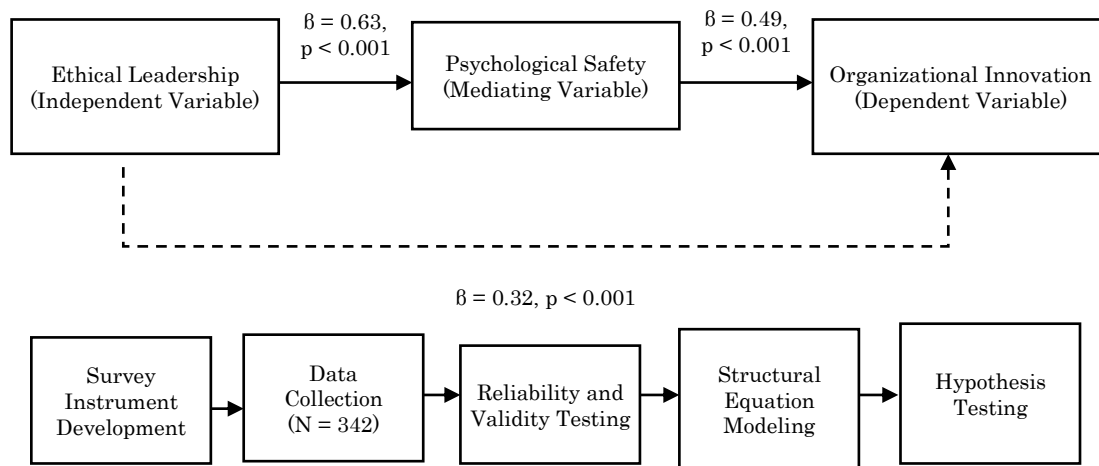 ϐ = 0.63,
p < 0.001
ϐ = 0.49,
p < 0.001
Ethical Leadership
(Independent Variable)
Psychological Safety
(Mediating Variable)
Organizational Innovation
(Dependent Variable)
ϐ = 0.32, p < 0.001
Survey
Instrument
Development
Data
Collection
(N = 342)
Reliability and
Validity Testing
Structural
Equation
Modeling
Hypothesis
Testing